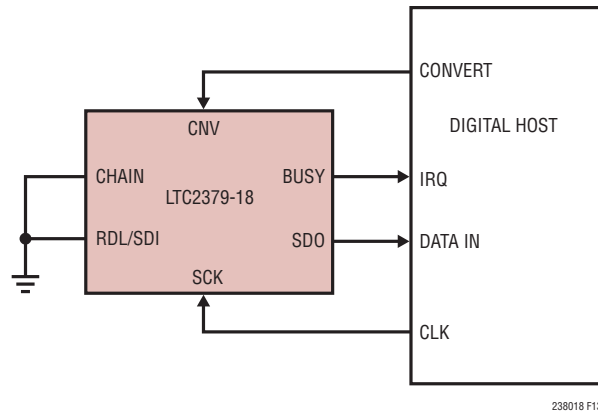 CONVERT
CNV
DIGITAL HOST
CHAIN
BUSY
IRQ
LTC2379-18
RDL/SDI
SDO
DATA IN
SCK
CLK